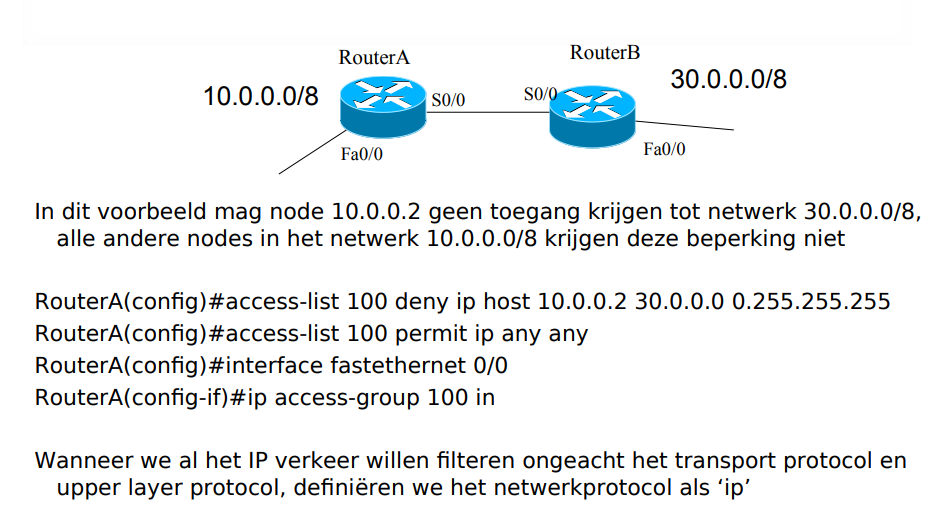 RouterA
RouterB
10.0.0.0/8
30.0.0.0/8
S0/0
S0/0
Fa0/0
Fa0/0
In dit voorbeeld mag node 10.0.0.2 geen toegang krijgen tot netwerk 30.0.0.0/8,
alle andere nodes in het netwerk 10.0.0.0/8 krijgen deze beperking niet
RouterA(config)#access-list 100 deny ip host 10.0.0.2 30.0.0.0 0.255.255.255
RouterA(config)#access-list 100 permit ip any any
RouterA(config)#interface fastethernet 0/0
RouterA(config-if)#ip access-group 100 in
Wanneer we al het IP verkeer willen filteren ongeacht het transport protocol en
upper layer protocol, definiëren we het netwerkprotocol als ‘ip’